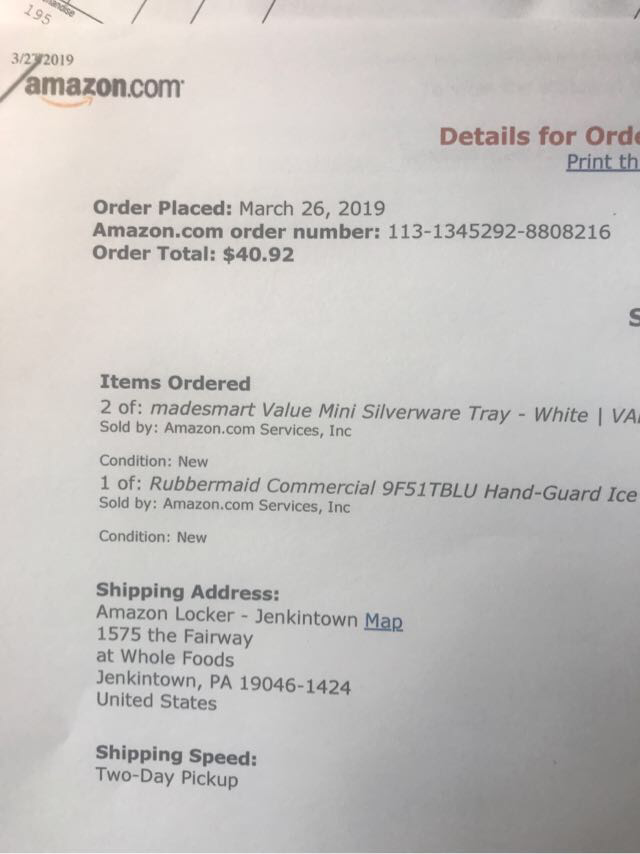 195
3/27/2019
amazon.com
Details for Orde
Print th
Order Placed: March 26, 2019
Amazon.com order number: 113-1345292-8808216
Order Total: $40.92
S
Items Ordered
2 of: madesmart Value Mini Silverware Tray - White | VA
Sold by: Amazon.com Services, Inc
Condition: New
1 of: Rubbermaid Commercial 9F51TBLU Hand-Guard Ice
Sold by: Amazon.com Services, Inc
Condition: New
Shipping Address:
Amazon Locker - Jenkintown Map
1575 the Fairway
at Whole Foods
Jenkintown, PA 19046-1424
United States
Shipping Speed:
Two-Day Pickup